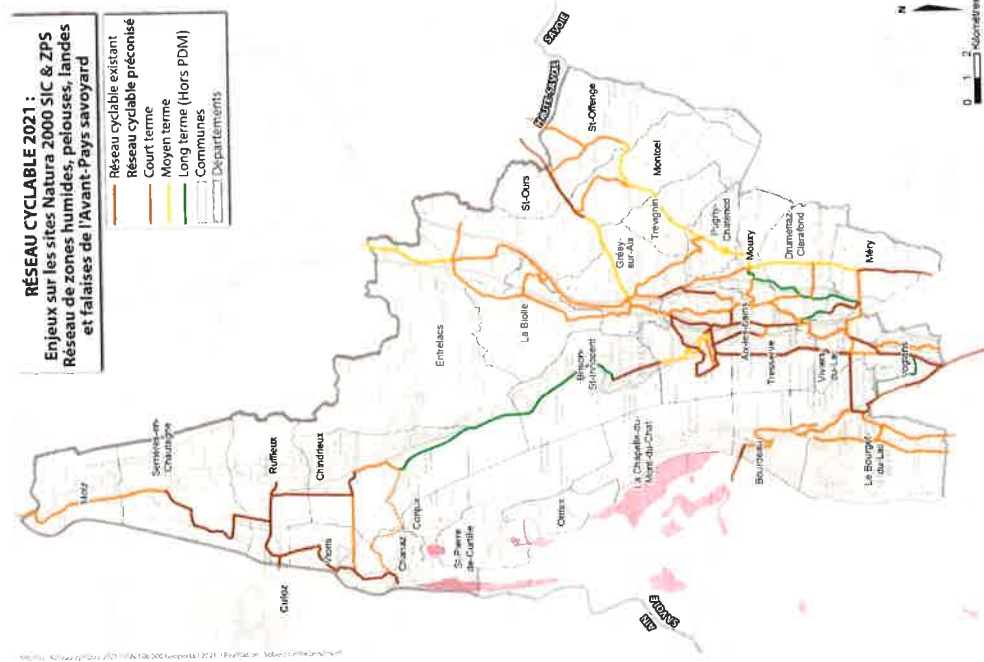 RÉSEAU CYCLABLE 2021 :
Enjeux sur les sites Natura 2000 SIC & ZPS
Réseau de zones humides, pelouses, landes
et falaises de l'Avant-Pays savoyard
Réseau cyclable existant
Réseau cyclable préconisé
Court terme
Moyen terme
Long terme (Hors PDM)
Communes
Départements
Motz
Serrières-en-
Chautagne
Ruffieux
Culoz
Vions
Chindrieux
Chanaz
Conjux
St-Pierre
de-Curtille
Ontex
La Chapelle-du-
Mont-du-Chat
Entrelacs
La Biolle
Brison-
St-Innocent
St-Ours
HAUTE-SAVOIE
SAVOIE
St-Offenge
Montcel
Grésy-
sur-Aix
Trévignin
Pugny-
Chatenod
Mouxy
Aix-les-Bains
Drumettaz-
Clarafond
Tresserve
Méry
Viviers
du-Lac
Voglans
Bourdeau
Le Bourget-
du-Lac
AIN
SAVOIE
N
0 1 2
Kilomètres